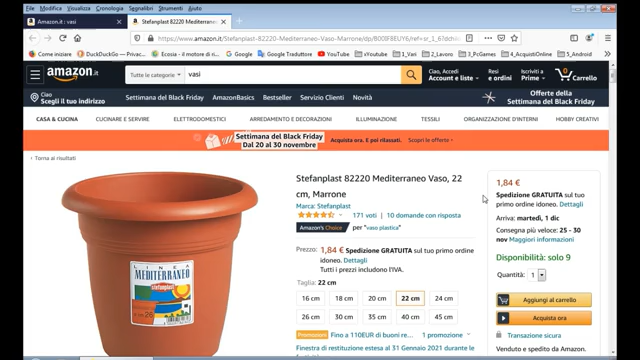 File Modifica Visualizza Cronologia Segnalibri Strumenti Aiuto
Amazon.it : vasi
Stefanplast 82220 Mediterraneo
https://www.amazon.it/Stefanplast-82220-Mediterraneo-Vaso-Marrone/dp/
Come iniziare DuckDuckGo Ecosia - il motore di ri... Google Google Traduttore YouTube xYoutube 1_Vari 2_Lavoro 3_PcGames 4_AcquistiOnline 5_Android
amazon.it
Tutte le categorie vasi
Ciao, Accedi
Account e liste
Resi
e ordini
Iscriviti a
Prime
0 Carrello
Ciao
Scegli il tuo indirizzo
Settimana del Black Friday AmazonBasics Bestseller Servizio Clienti Novità
Offerte della
Settimana del Black Friday
CASA & CUCINA CUCINARE E SERVIRE ELETTRODOMESTICI ARREDAMENTO E DECORAZIONI ILLUMINAZIONE TESSILI ORGANIZZAZIONE D'INTERNI HOBBY CREATIVI
Settimana del Black Friday
Dal 20 al 30 novembre
Acquista ora. E poi rilassati. Scopri le offerte ›
‹ Torna ai risultati
LINEA
MEDITERRANEO
stefanplast
26
Stefanplast 82220 Mediterraneo Vaso, 22
cm, Marrone
Marca: Stefanplast
171 voti | 10 domande con risposta
Amazon's Choice per "vaso plastica"
Prezzo: 1,84 € Spedizione GRATUITA sul tuo primo ordine
idoneo. Dettagli
Tutti i prezzi includono l'IVA.
Taglia: 22 cm
16 cm 18 cm 20 cm 22 cm 24 cm
26 cm 30 cm 35 cm 40 cm 45 cm
Promozioni Fino a 110EUR di buoni re... 1 promozione
Finestra di restituzione estesa al 31 Gennaio 2021 durante le
1,84 €
Spedizione GRATUITA sul tuo
primo ordine idoneo. Dettagli
Arriva: martedì, 1 dic
Consegna più veloce: 25 - 30
nov Maggiori informazioni
Disponibilità: solo 9
Quantità: 1
Aggiungi al carrello
Acquista ora
Transazione sicura
Venduto e spedito da Amazon.